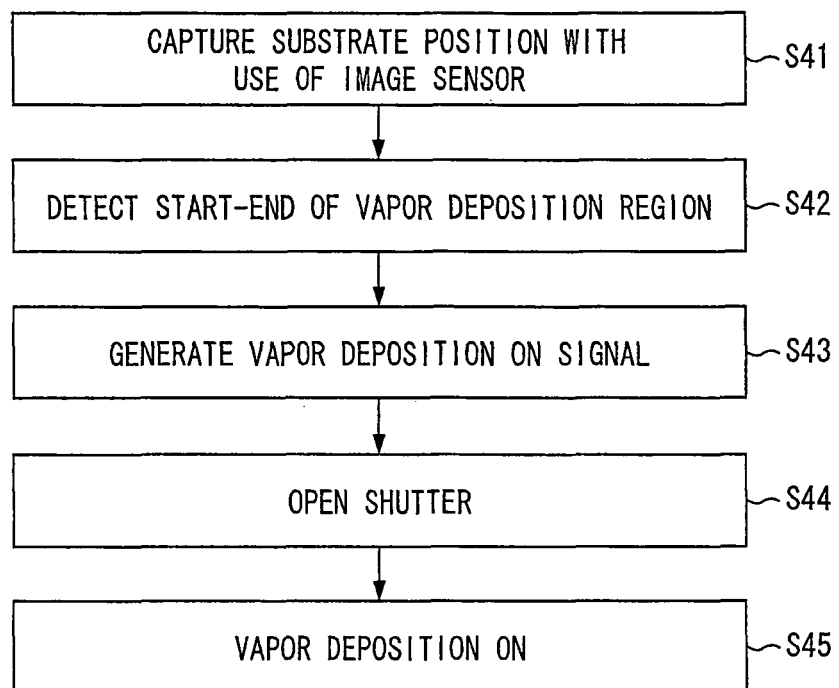 CAPTURE SUBSTRATE POSITION WITH
USE OF IMAGE SENSOR
S41
DETECT START-END OF VAPOR DEPOSITION REGION
S42
GENERATE VAPOR DEPOSITION ON SIGNAL
S43
OPEN SHUTTER
S44
VAPOR DEPOSITION ON
S45